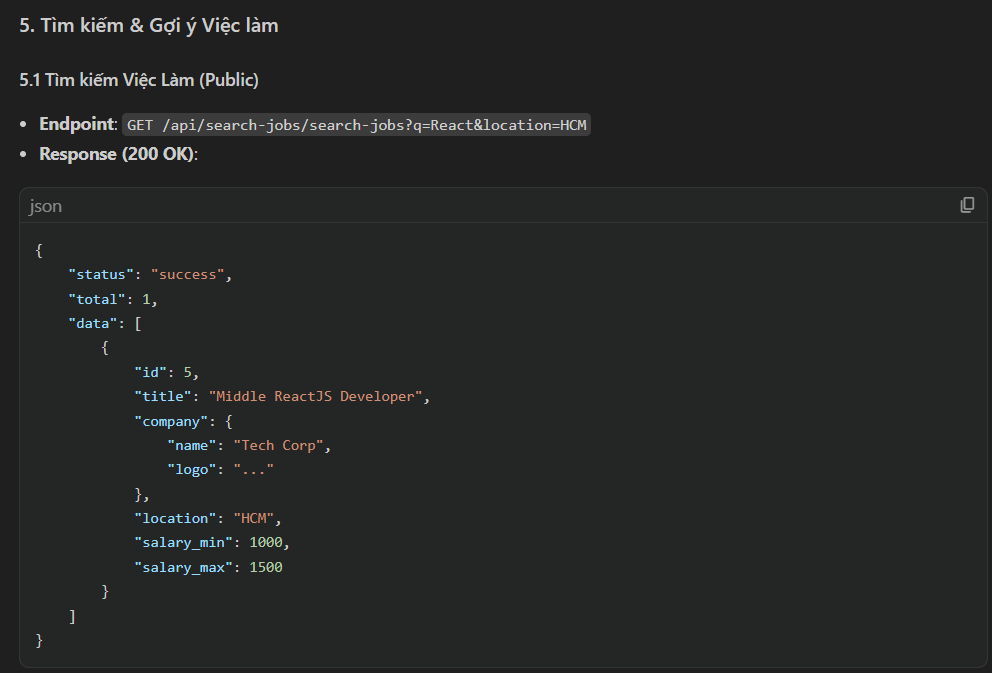 5. Tìm kiếm & Gợi ý Việc làm
5.1 Tìm kiếm Việc Làm (Public)
• Endpoint: GET /api/search-jobs/search-jobs?q=React&location=HCM
• Response (200 OK):
json
{
    "status": "success",
    "total": 1,
    "data": [
        {
            "id": 5,
            "title": "Middle ReactJS Developer",
            "company": {
                "name": "Tech Corp",
                "logo": "..."
            },
            "location": "HCM",
            "salary_min": 1000,
            "salary_max": 1500
        }
    ]
}